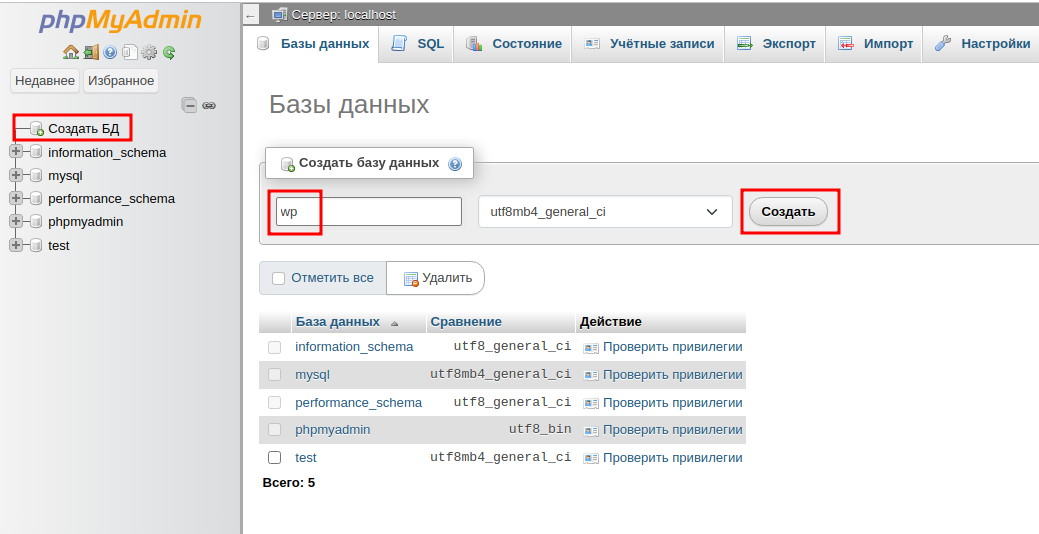 phpMyAdmin
Недавнее Избранное
Создать БД
information_schema
mysql
performance_schema
phpmyadmin
test
Сервер: localhost
Базы данных SQL Состояние Учётные записи Экспорт Импорт Настройки
Базы данных
Создать базу данных
wp utf8mb4_general_ci Создать
Отметить все Удалить
База данных Сравнение Действие
information_schema utf8_general_ci Проверить привилегии
mysql utf8mb4_general_ci Проверить привилегии
performance_schema utf8_general_ci Проверить привилегии
phpmyadmin utf8_bin Проверить привилегии
test utf8mb4_general_ci Проверить привилегии
Всего: 5